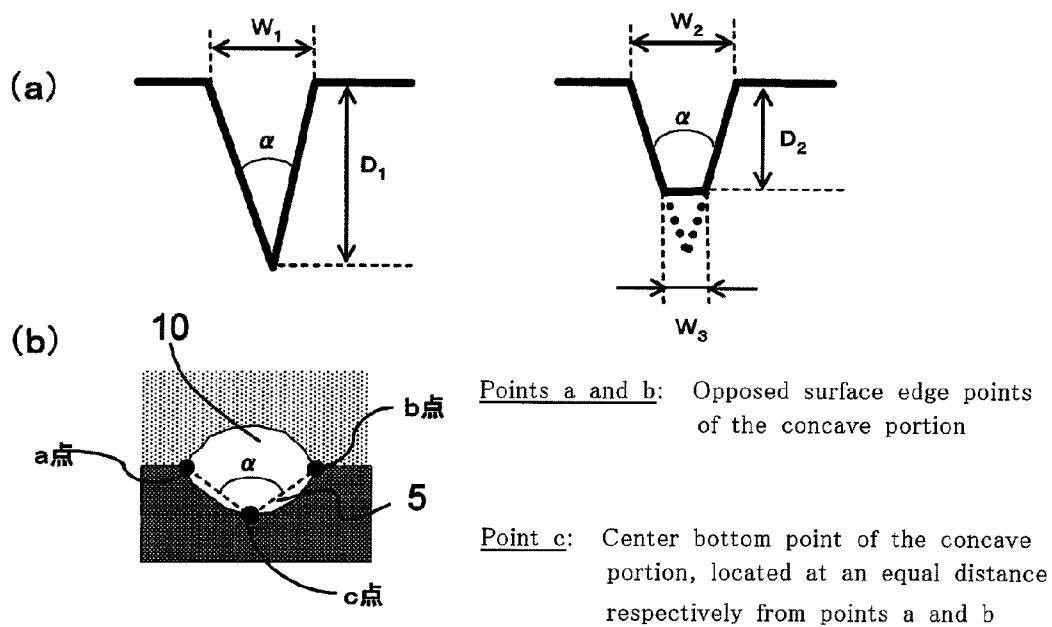 (a)
W₁
α
D₁
W₂
α
D₂
W₃
(b)
10
a点
b点
α
5
c点
Points a and b: Opposed surface edge points
of the concave portion
Point c: Center bottom point of the concave
portion, located at an equal distance
respectively from points a and b